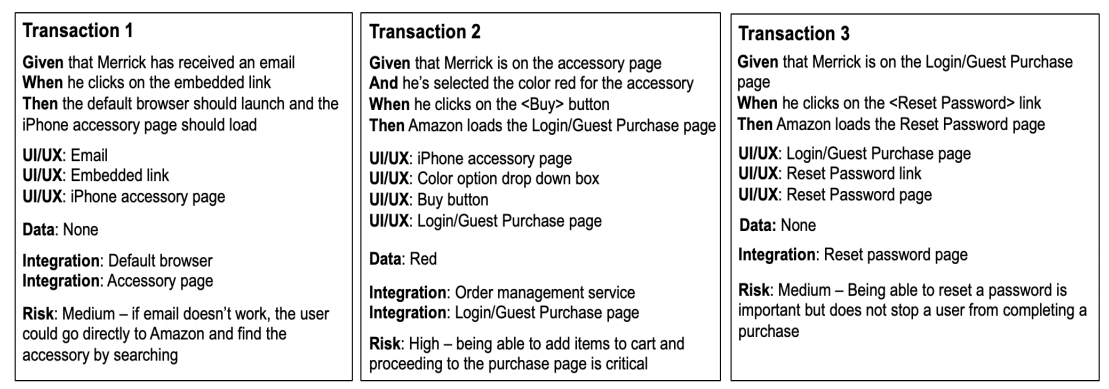 Transaction 1
Given that Merrick has received an email
When he clicks on the embedded link
Then the default browser should launch and the
iPhone accessory page should load
UI/UX: Email
UI/UX: Embedded link
UI/UX: iPhone accessory page
Data: None
Integration: Default browser
Integration: Accessory page
Risk: Medium – if email doesn’t work, the user
could go directly to Amazon and find the
accessory by searching
Transaction 2
Given that Merrick is on the accessory page
And he’s selected the color red for the accessory
When he clicks on the <Buy> button
Then Amazon loads the Login/Guest Purchase page
UI/UX: iPhone accessory page
UI/UX: Color option drop down box
UI/UX: Buy button
UI/UX: Login/Guest Purchase page
Data: Red
Integration: Order management service
Integration: Login/Guest Purchase page
Risk: High – being able to add items to cart and
proceeding to the purchase page is critical
Transaction 3
Given that Merrick is on the Login/Guest Purchase
page
When he clicks on the <Reset Password> link
Then Amazon loads the Reset Password page
UI/UX: Login/Guest Purchase page
UI/UX: Reset Password link
UI/UX: Reset Password page
Data: None
Integration: Reset password page
Risk: Medium – Being able to reset a password is
important but does not stop a user from completing a
purchase